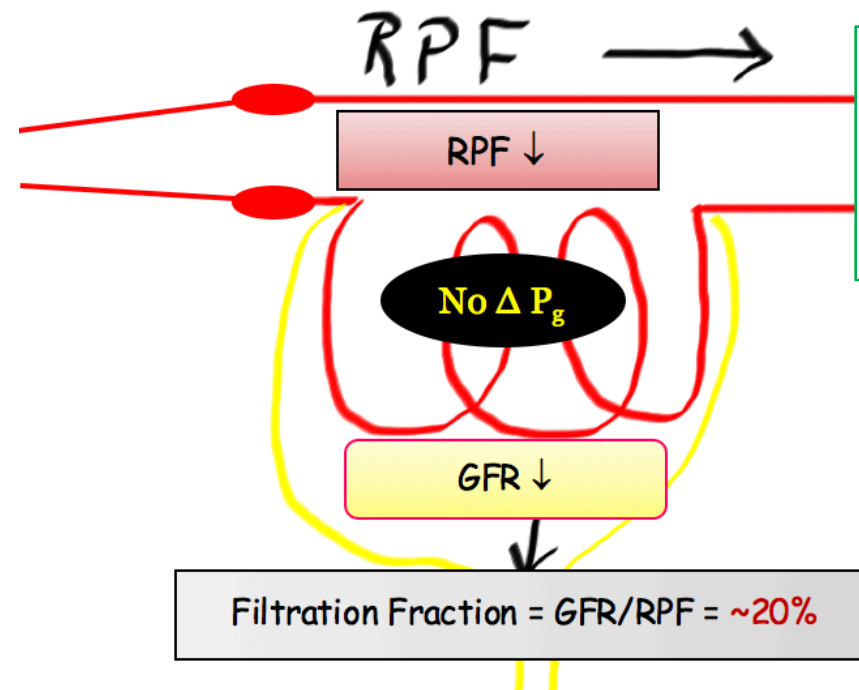 RPF →
RPF ↓
No Δ Pg
GFR ↓
Filtration Fraction = GFR/RPF = ~20%